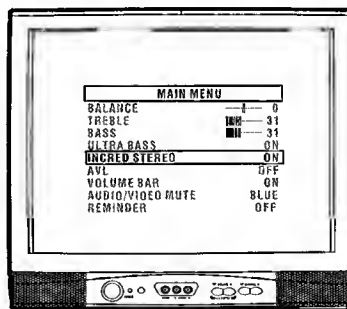 MAIN MENU
BALANCE 0
TREBLE 31
BASS 31
ULTRA BASS ON
INCRED STEREO ON
AVL OFF
VOLUME BAR ON
AUDIO/VIDEO MUTE BLUE
REMINDER OFF